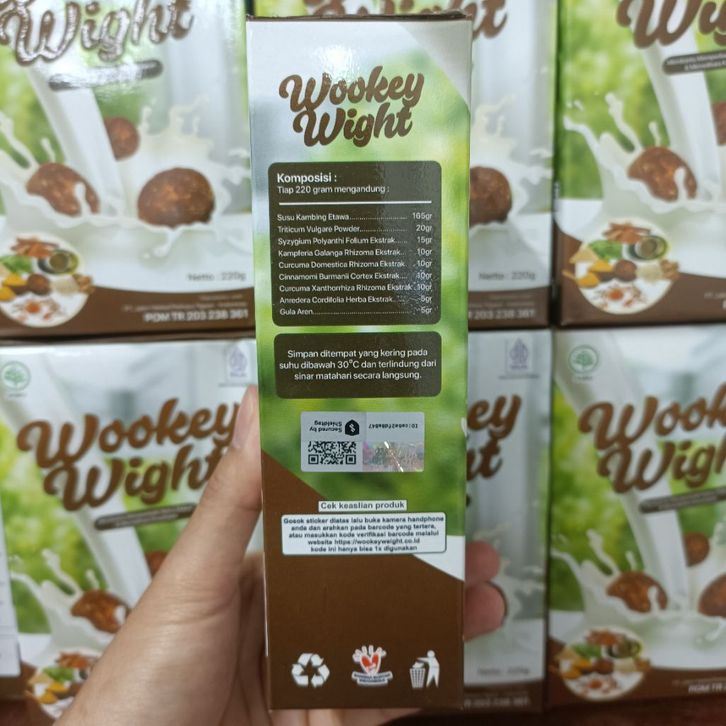 Wookey
Wight
Komposisi :
Tiap 220 gram mengandung :
Susu Kambing Etawa........................... 165gr
Triticum Vulgare Powder..................... 20gr
Syzygium Polyanthi Folium Ekstrak...... 15gr
Kampferia Galanga Rhizoma Ekstrak... 10gr
Curcuma Domestica Rhizoma Ekstrak .10gr
Cinnamomi Burmanii Cortex Ekstrak.... 10gr
Curcuma Xanthorrhiza Rhizoma Ekstrak .10gr
Anredera Cordifolia Herba Ekstrak....... 5gr
Gula Aren............................................. 5gr
Simpan ditempat yang kering pada
suhu dibawah 30°C dan terlindung dari
sinar matahari secara langsung.
Secured by
Shieldtag
Cek keaslian produk
Gosok sticker diatas lalu buka kamera handphone
anda dan arahkan pada barcode yang tertera,
atau masukkan kode verifikasi barcode melalui
website https://wookeyweight.co.id
kode ini hanya bisa 1x digunakan
Wight
Netto : 220g
POM TR 203 238 361
Wookey
Wight